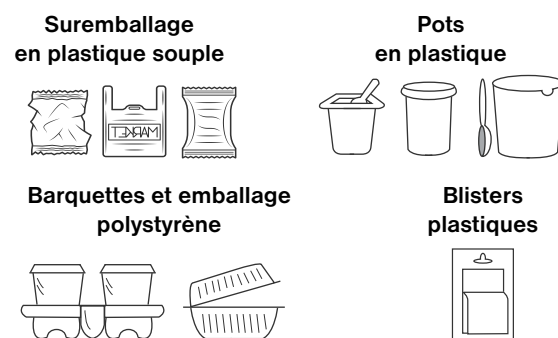 Suremballage
en plastique souple
Pots
en plastique
MARKET
Barquettes et emballage
polystyrène
Blisters
plastiques